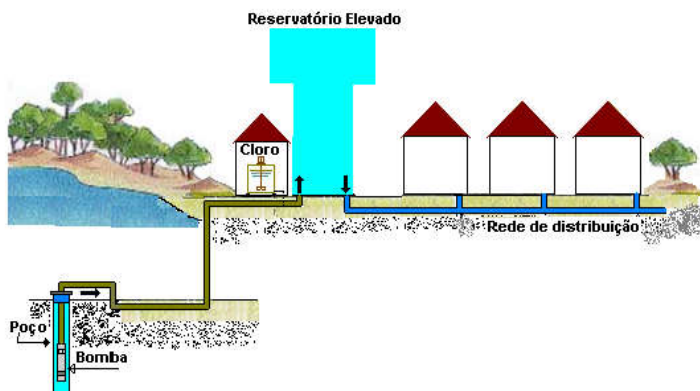 Reservatório Elevado
Cloro
Rede de distribuição
Poço
Bomba